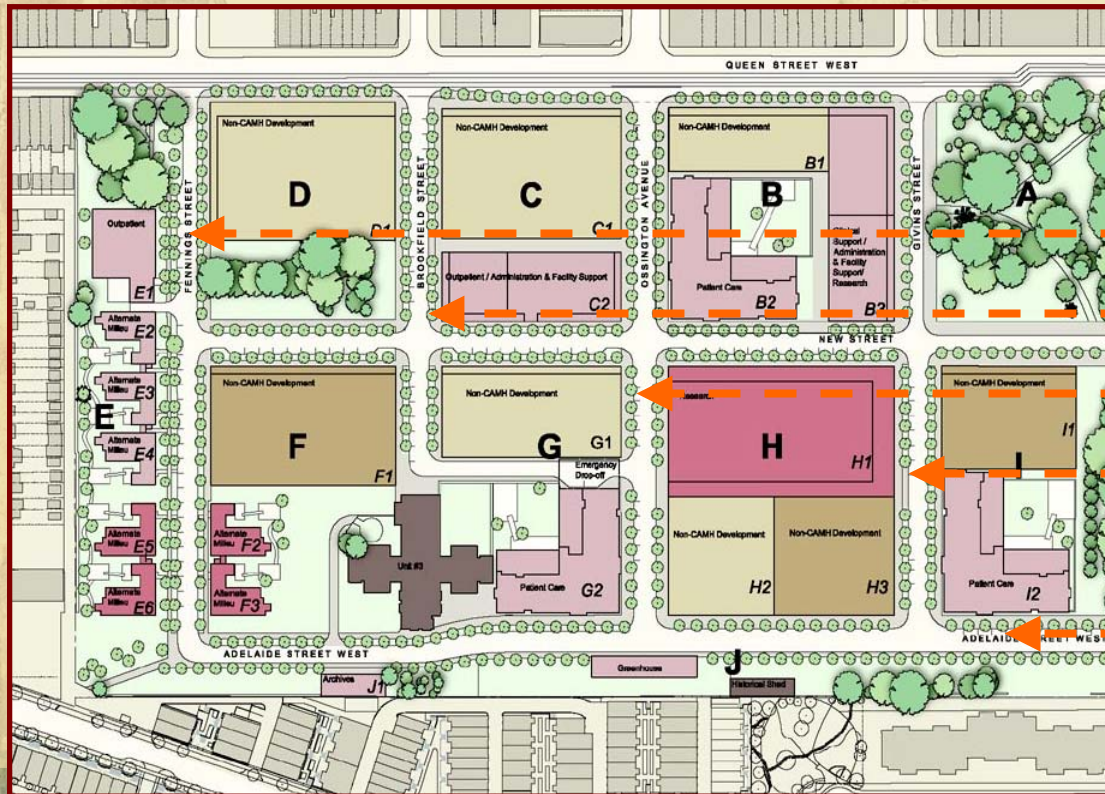 QUEEN STREET WEST
Non-CAMH Development
D
D1
Non-CAMH Development
C
C1
Non-CAMH Development
B1
B
A
FENNINGS STREET
BROOKFIELD STREET
OSSINGTON AVENUE
GIVINS STREET
Outpatient
E1
Outpatient / Administration & Facility Support
C2
Patient Care
B2
Clinical
Support /
Administration
& Facility
Support/
Research
B3
NEW STREET
E2
Alternate
Milieu
E3
Alternate
Milieu
E
E4
Alternate
Milieu
E5
Alternate
Milieu
E6
Alternate
Milieu
Non-CAMH Development
F
F1
Alternate
Milieu
F2
Alternate
Milieu
F3
Unit #3
Non-CAMH Development
G
G1
Emergency
Drop-off
Patient Care
G2
Research
H
H1
Non-CAMH Development
H2
Non-CAMH Development
H3
Non-CAMH Development
I1
I
Patient Care
I2
ADELAIDE STREET WEST
ADELAIDE STREET WEST
Archives
J1
Greenhouse
J
Historical Shed